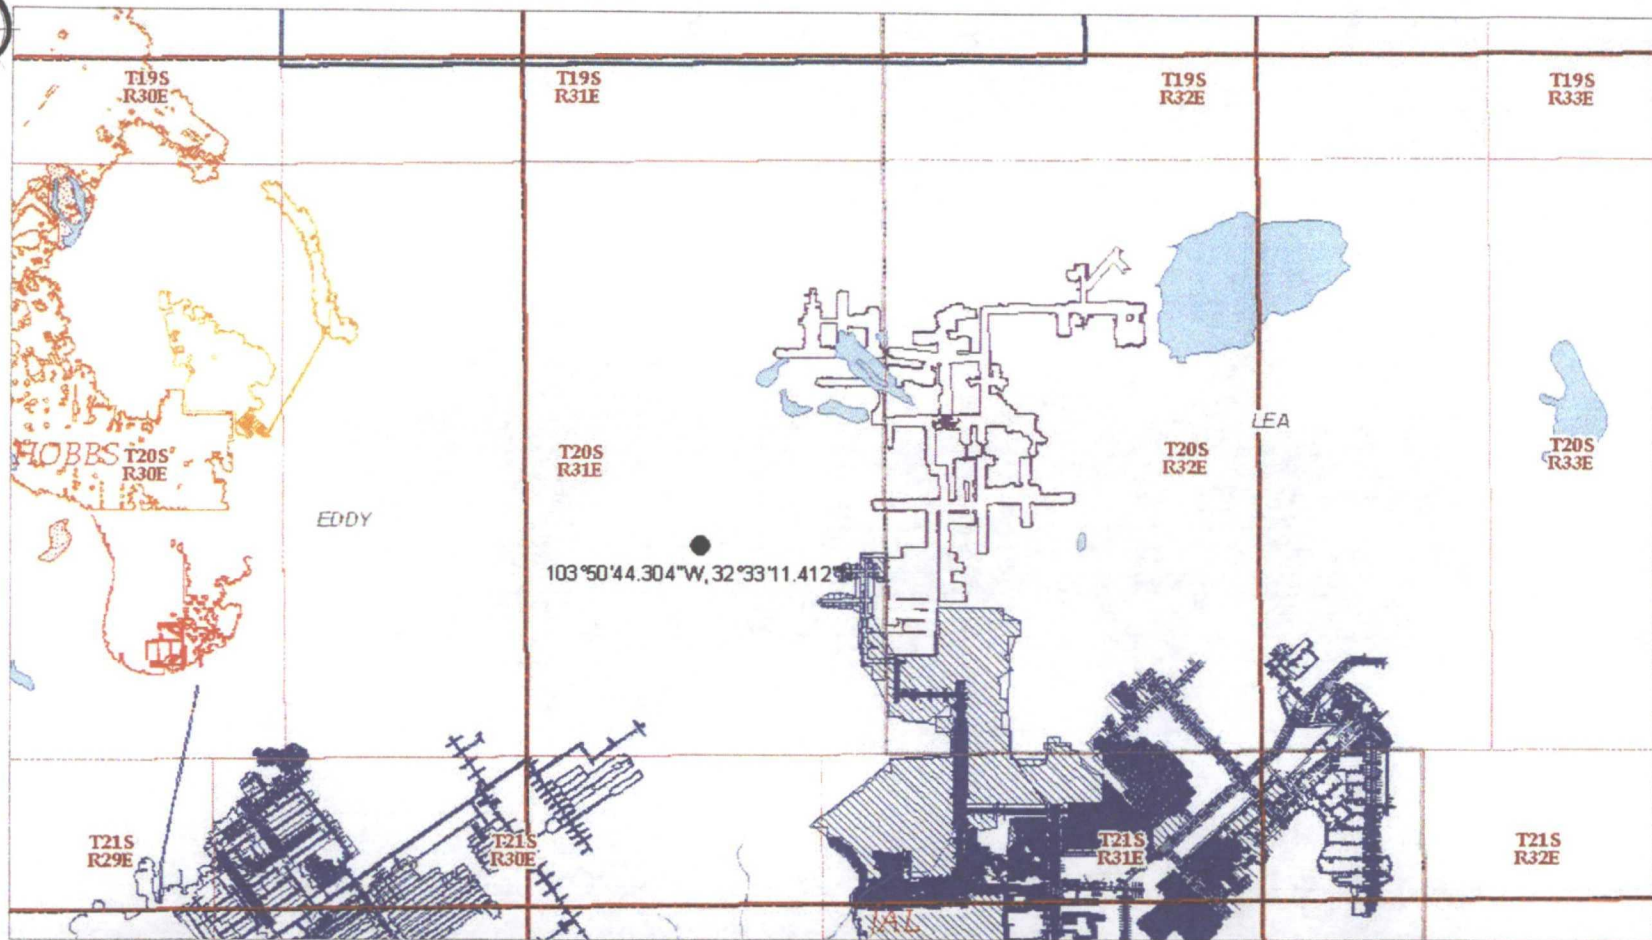 T19S
R30E
T19S
R31E
T19S
R32E
T19S
R33E
LEA
HOBBS
T20S
R30E
T20S
R31E
T20S
R32E
T20S
R33E
EDDY
103°50'44.304"W, 32°33'11.412"
T21S
R29E
T21S
R30E
T21S
R31E
T21S
R32E
JAL